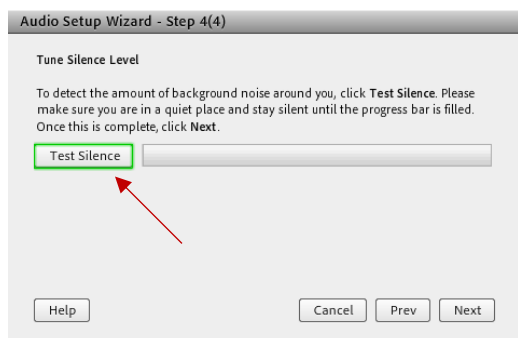 Audio Setup Wizard - Step 4(4)
Tune Silence Level
To detect the amount of background noise around you, click Test Silence. Please
make sure you are in a quiet place and stay silent until the progress bar is filled.
Once this is complete, click Next.
Test Silence
Help
Cancel
Prev
Next